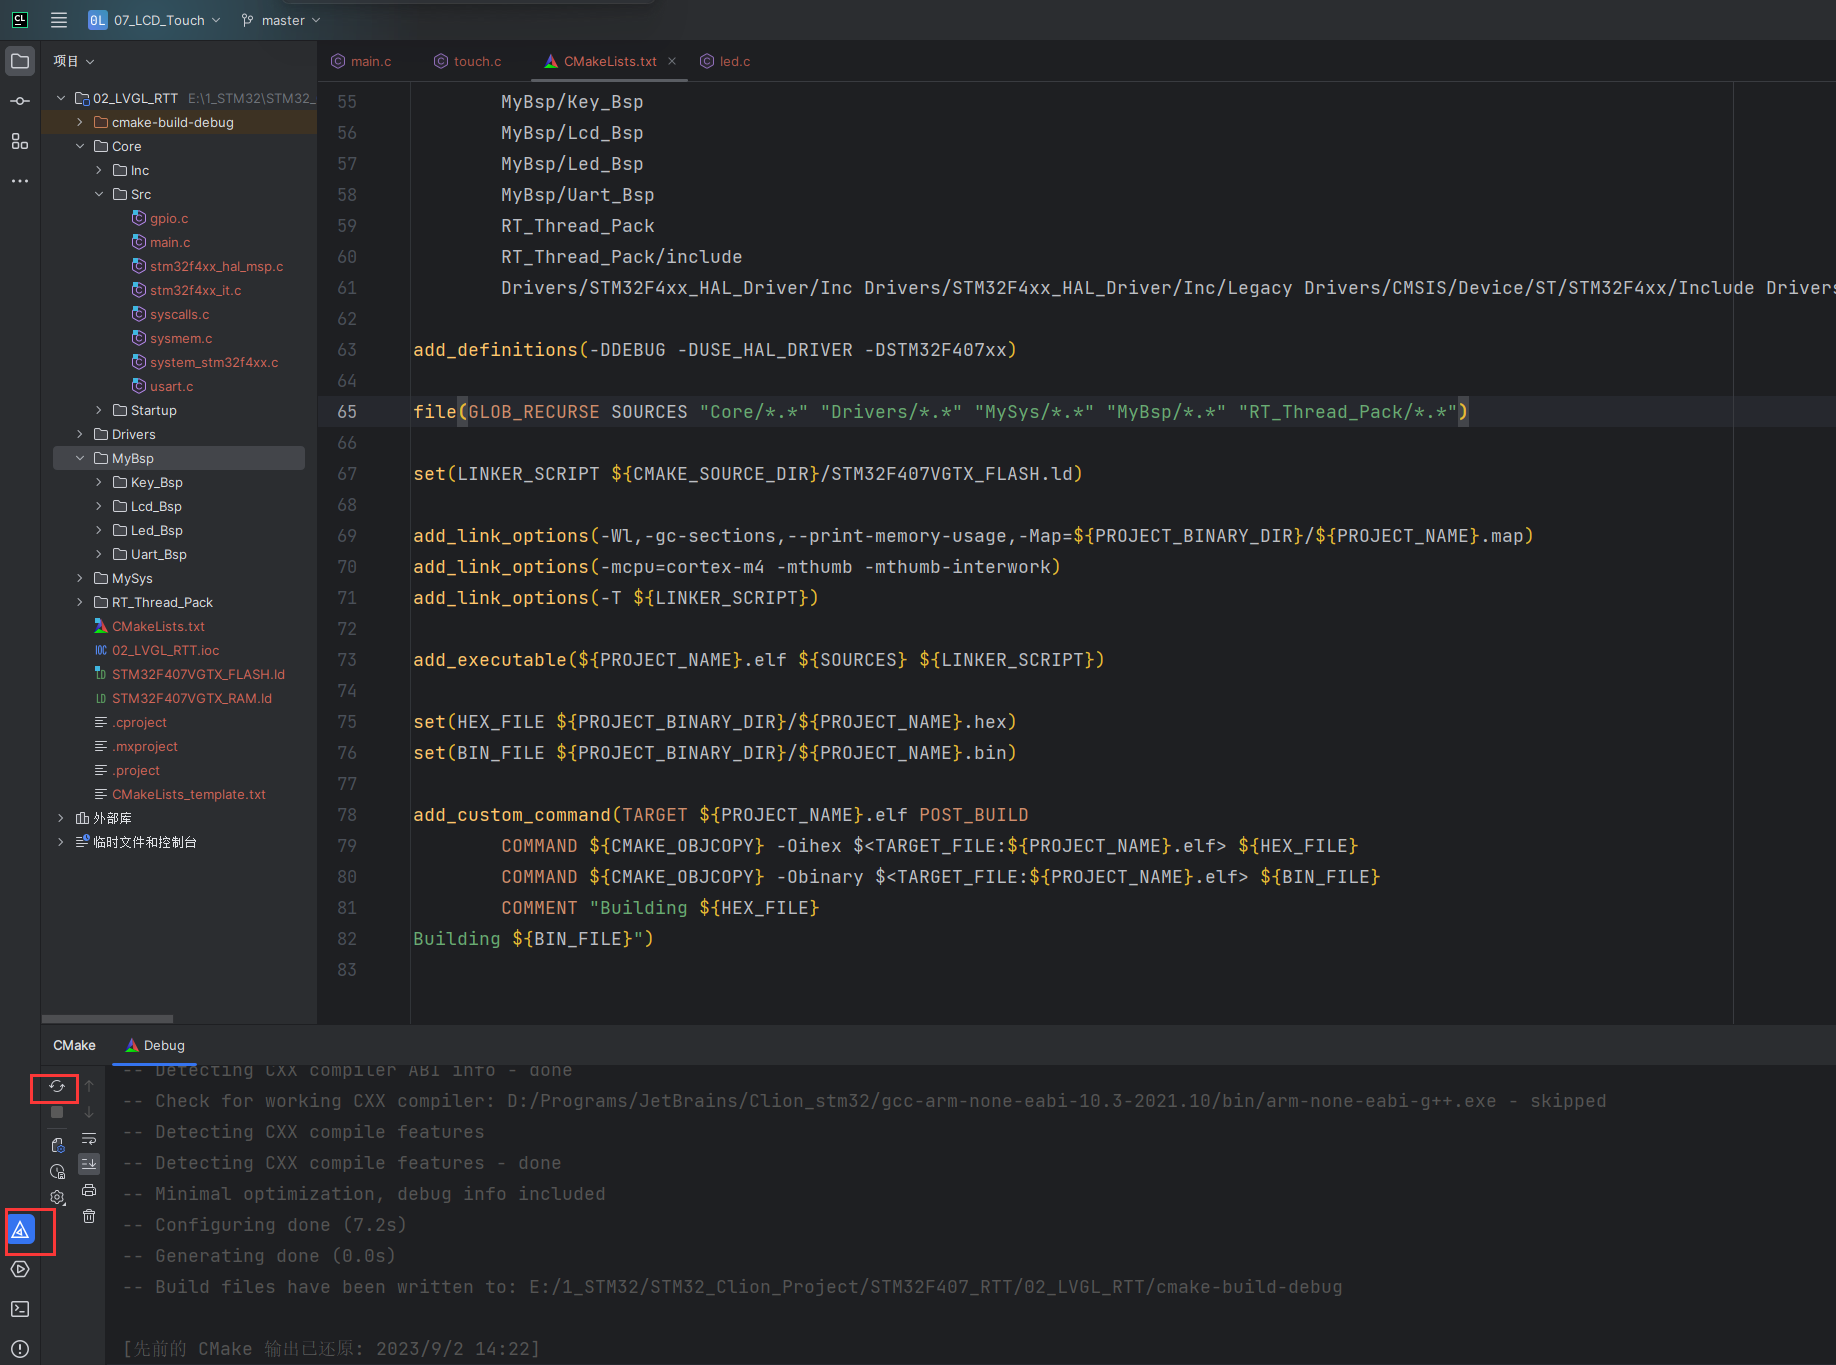 CL
0L 07_LCD_Touch master
项目
main.c touch.c CMakeLists.txt led.c
02_LVGL_RTT E:\1_STM32\STM32_
cmake-build-debug
Core
Inc
Src
gpio.c
main.c
stm32f4xx_hal_msp.c
stm32f4xx_it.c
syscalls.c
sysmem.c
system_stm32f4xx.c
usart.c
Startup
Drivers
MyBsp
Key_Bsp
Lcd_Bsp
Led_Bsp
Uart_Bsp
MySys
RT_Thread_Pack
CMakeLists.txt
IOC 02_LVGL_RTT.ioc
LD STM32F407VGTX_FLASH.ld
LD STM32F407VGTX_RAM.ld
.cproject
.mxproject
.project
CMakeLists_template.txt
外部库
临时文件和控制台
55 MyBsp/Key_Bsp
56 MyBsp/Lcd_Bsp
57 MyBsp/Led_Bsp
58 MyBsp/Uart_Bsp
59 RT_Thread_Pack
60 RT_Thread_Pack/include
61 Drivers/STM32F4xx_HAL_Driver/Inc Drivers/STM32F4xx_HAL_Driver/Inc/Legacy Drivers/CMSIS/Device/ST/STM32F4xx/Include Drivers
62
63 add_definitions(-DDEBUG -DUSE_HAL_DRIVER -DSTM32F407xx)
64
65 file(GLOB_RECURSE SOURCES "Core/*.*" "Drivers/*.*" "MySys/*.*" "MyBsp/*.*" "RT_Thread_Pack/*.*")
66
67 set(LINKER_SCRIPT ${CMAKE_SOURCE_DIR}/STM32F407VGTX_FLASH.ld)
68
69 add_link_options(-Wl,-gc-sections,--print-memory-usage,-Map=${PROJECT_BINARY_DIR}/${PROJECT_NAME}.map)
70 add_link_options(-mcpu=cortex-m4 -mthumb -mthumb-interwork)
71 add_link_options(-T ${LINKER_SCRIPT})
72
73 add_executable(${PROJECT_NAME}.elf ${SOURCES} ${LINKER_SCRIPT})
74
75 set(HEX_FILE ${PROJECT_BINARY_DIR}/${PROJECT_NAME}.hex)
76 set(BIN_FILE ${PROJECT_BINARY_DIR}/${PROJECT_NAME}.bin)
77
78 add_custom_command(TARGET ${PROJECT_NAME}.elf POST_BUILD
79 COMMAND ${CMAKE_OBJCOPY} -Oihex $<TARGET_FILE:${PROJECT_NAME}.elf> ${HEX_FILE}
80 COMMAND ${CMAKE_OBJCOPY} -Obinary $<TARGET_FILE:${PROJECT_NAME}.elf> ${BIN_FILE}
81 COMMENT "Building ${HEX_FILE}
82 Building ${BIN_FILE}")
83
CMake Debug
-- Detecting CXX compiler ABI info - done
-- Check for working CXX compiler: D:/Programs/JetBrains/Clion_stm32/gcc-arm-none-eabi-10.3-2021.10/bin/arm-none-eabi-g++.exe - skipped
-- Detecting CXX compile features
-- Detecting CXX compile features - done
-- Minimal optimization, debug info included
-- Configuring done (7.2s)
-- Generating done (0.0s)
-- Build files have been written to: E:/1_STM32/STM32_Clion_Project/STM32F407_RTT/02_LVGL_RTT/cmake-build-debug
[先前的 CMake 输出已还原: 2023/9/2 14:22]